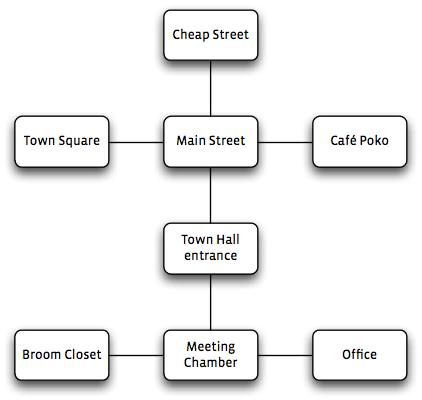 Cheap Street
Town Square
Main Street
Café Poko
Town Hall
entrance
Broom Closet
Meeting
Chamber
Office